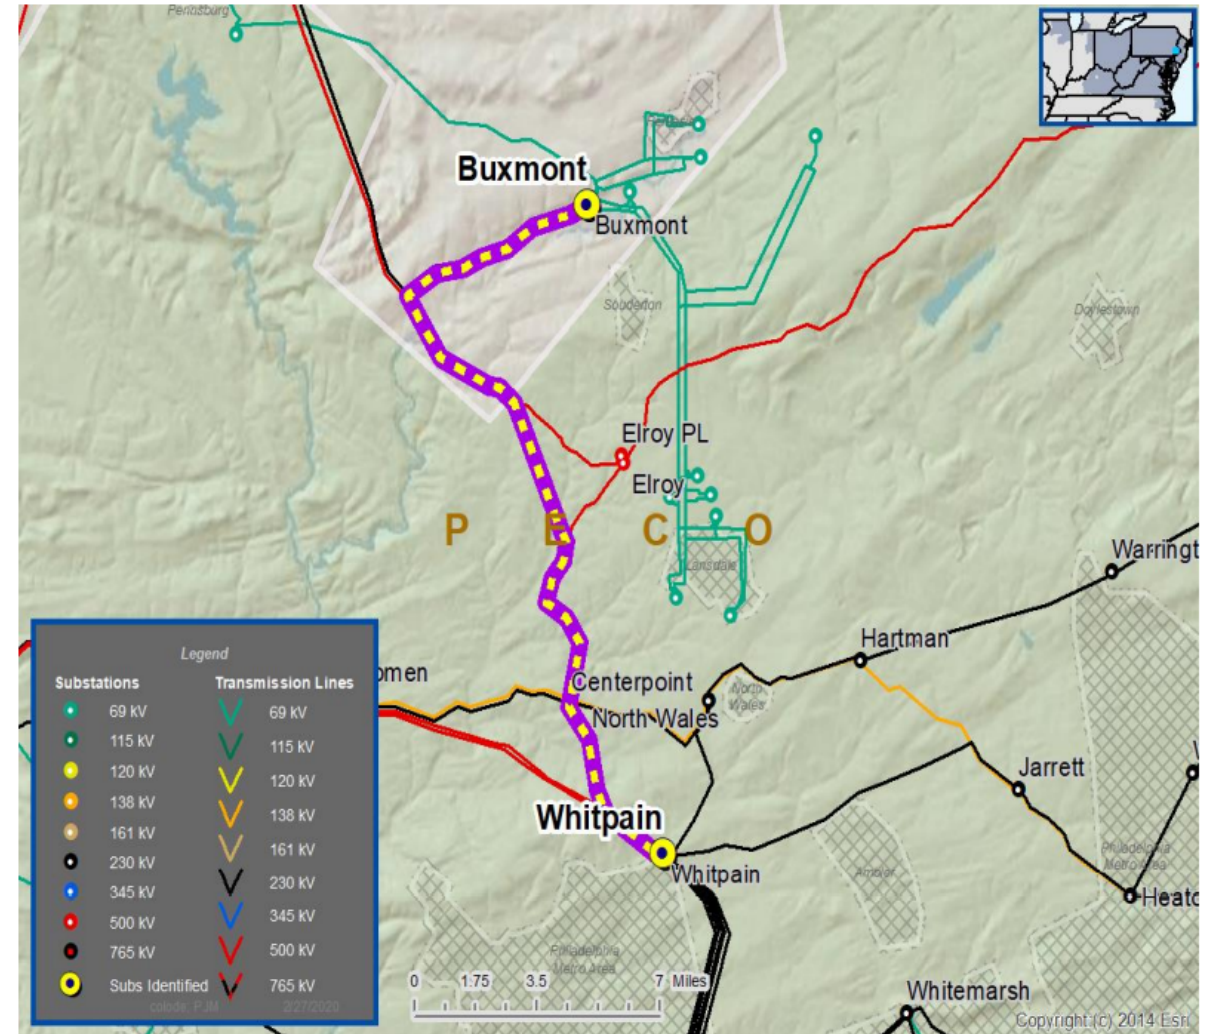 Pennsburg
Buxmont
Buxmont
Souderton
Doylestown
Elroy PL
Elroy
P E C O
Lansdale
Warringt
Hartman
omen
Centerpoint
North Wales
North
Wales
Jarrett
Whitpain
Whitpain
Ambler
Philadelphia
Metro Area
Heato
Philadelphia
Metro Area
Whitemarsh
Legend
Substations Transmission Lines
69 kV 69 kV
115 kV 115 kV
120 kV 120 kV
138 kV 138 kV
161 kV 161 kV
230 kV 230 kV
345 kV 345 kV
500 kV 500 kV
765 kV 765 kV
Subs Identified
2/27/2020
0 1.75 3.5 7 Miles
Copyright:(c) 2014 Esri